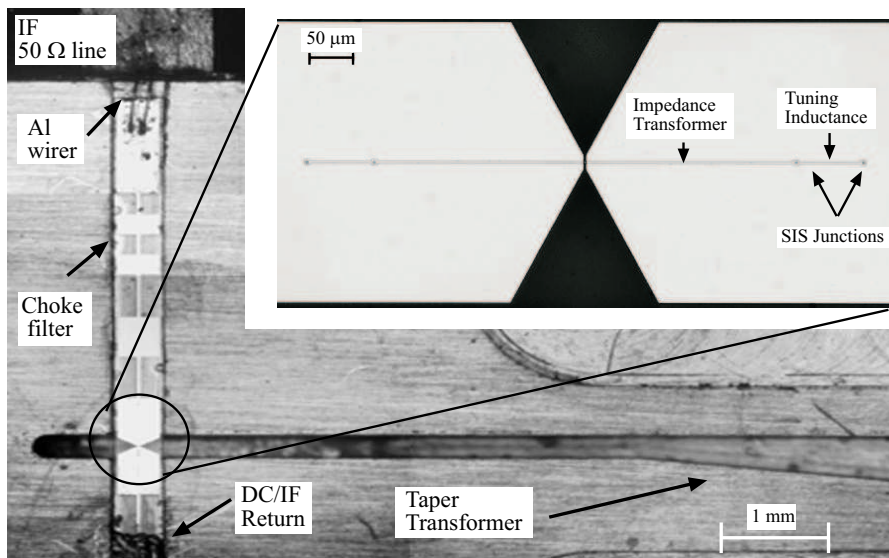 IF
50 Ω line
Al
wirer
Choke
filter
50 µm
Impedance
Transformer
Tuning
Inductance
SIS Junctions
DC/IF
Return
Taper
Transformer
1 mm